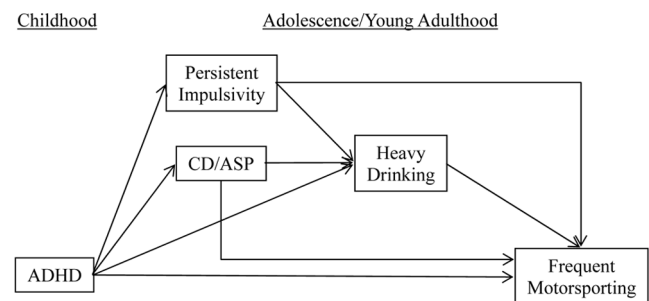 Childhood
Adolescence/Young Adulthood
Persistent
Impulsivity
CD/ASP
Heavy
Drinking
ADHD
Frequent
Motorsporting